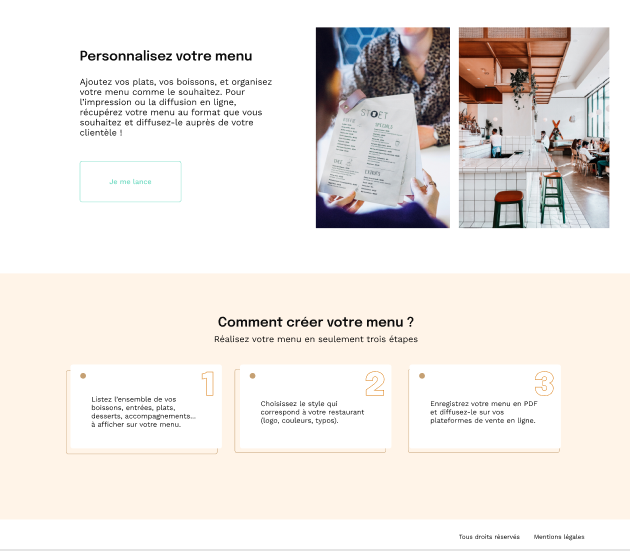 Personnalisez votre menu
Ajoutez vos plats, vos boissons, et organisez
votre menu comme le souhaitez. Pour
l'impression ou la diffusion en ligne,
récupérez votre menu au format que vous
souhaitez et diffusez-le auprès de votre
clientèle !
Je me lance
Comment créer votre menu ?
Réalisez votre menu en seulement trois étapes
1
Listez l'ensemble de vos
boissons, entrées, plats,
desserts, accompagnements...
à afficher sur votre menu.
2
Choisissez le style qui
correspond à votre restaurant
(logo, couleurs, typos).
3
Enregistrez votre menu en PDF
et diffusez-le sur vos
plateformes de vente en ligne.
Tous droits réservés
Mentions légales